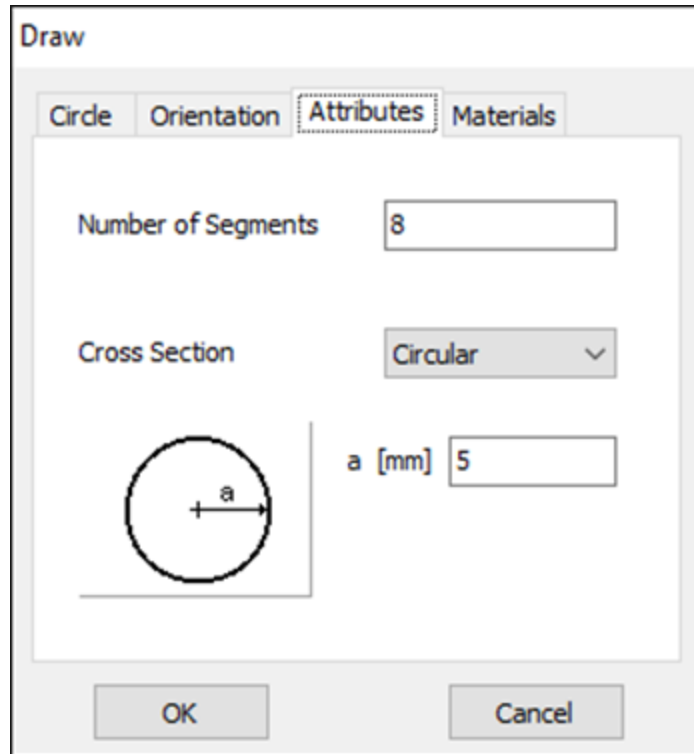 Draw
Circle Orientation Attributes Materials
Number of Segments 8
Cross Section Circular
a [mm] 5
a
OK Cancel